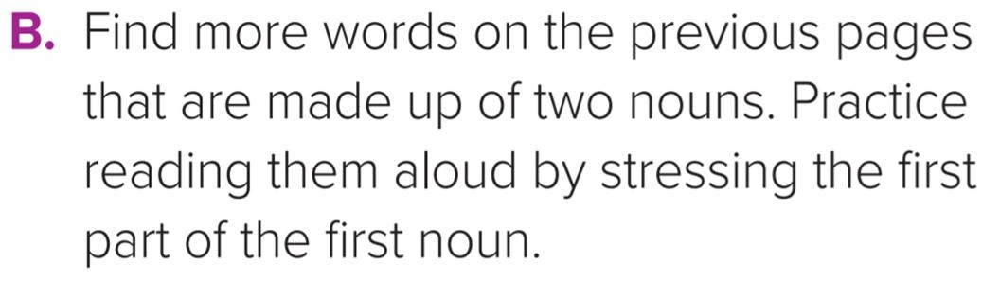 B. Find more words on the previous pages
that are made up of two nouns. Practice
reading them aloud by stressing the first
part of the first noun.